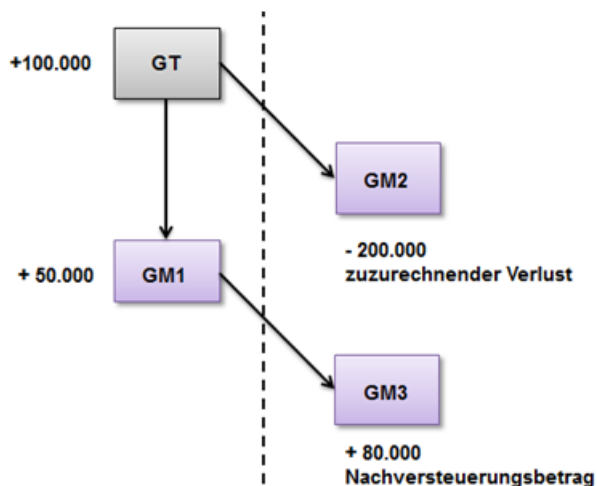 +100.000
GT
GM2
- 200.000
zuzurechnender Verlust
+ 50.000
GM1
GM3
+ 80.000
Nachversteuerungsbetrag